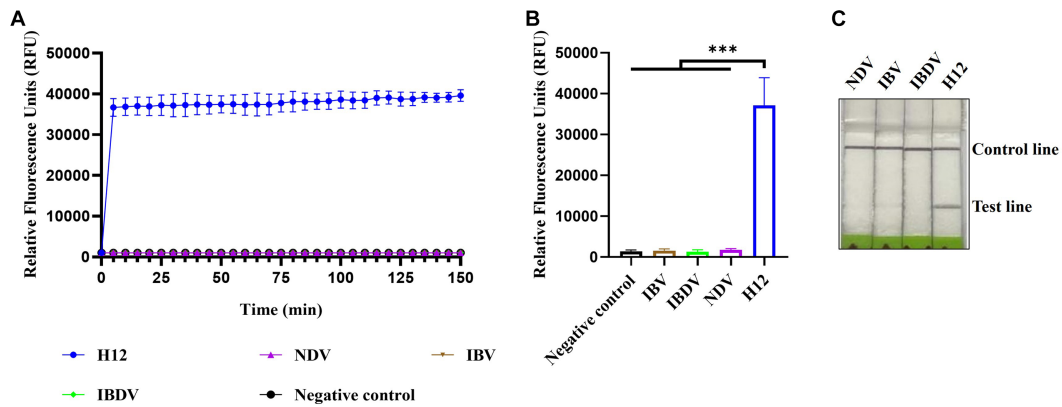 A
Relative Fluorescence Units (RFU)
50000
40000
30000
20000
10000
0
0
25
50
75
100
125
150
Time (min)
H12
NDV
IBV
IBDV
Negative control
B
Relative Fluorescence Units (RFU)
50000
40000
30000
20000
10000
0
***
Negative control
IBV
IBDV
NDV
H12
C
NDV
IBV
IBDV
H12
Control line
Test line